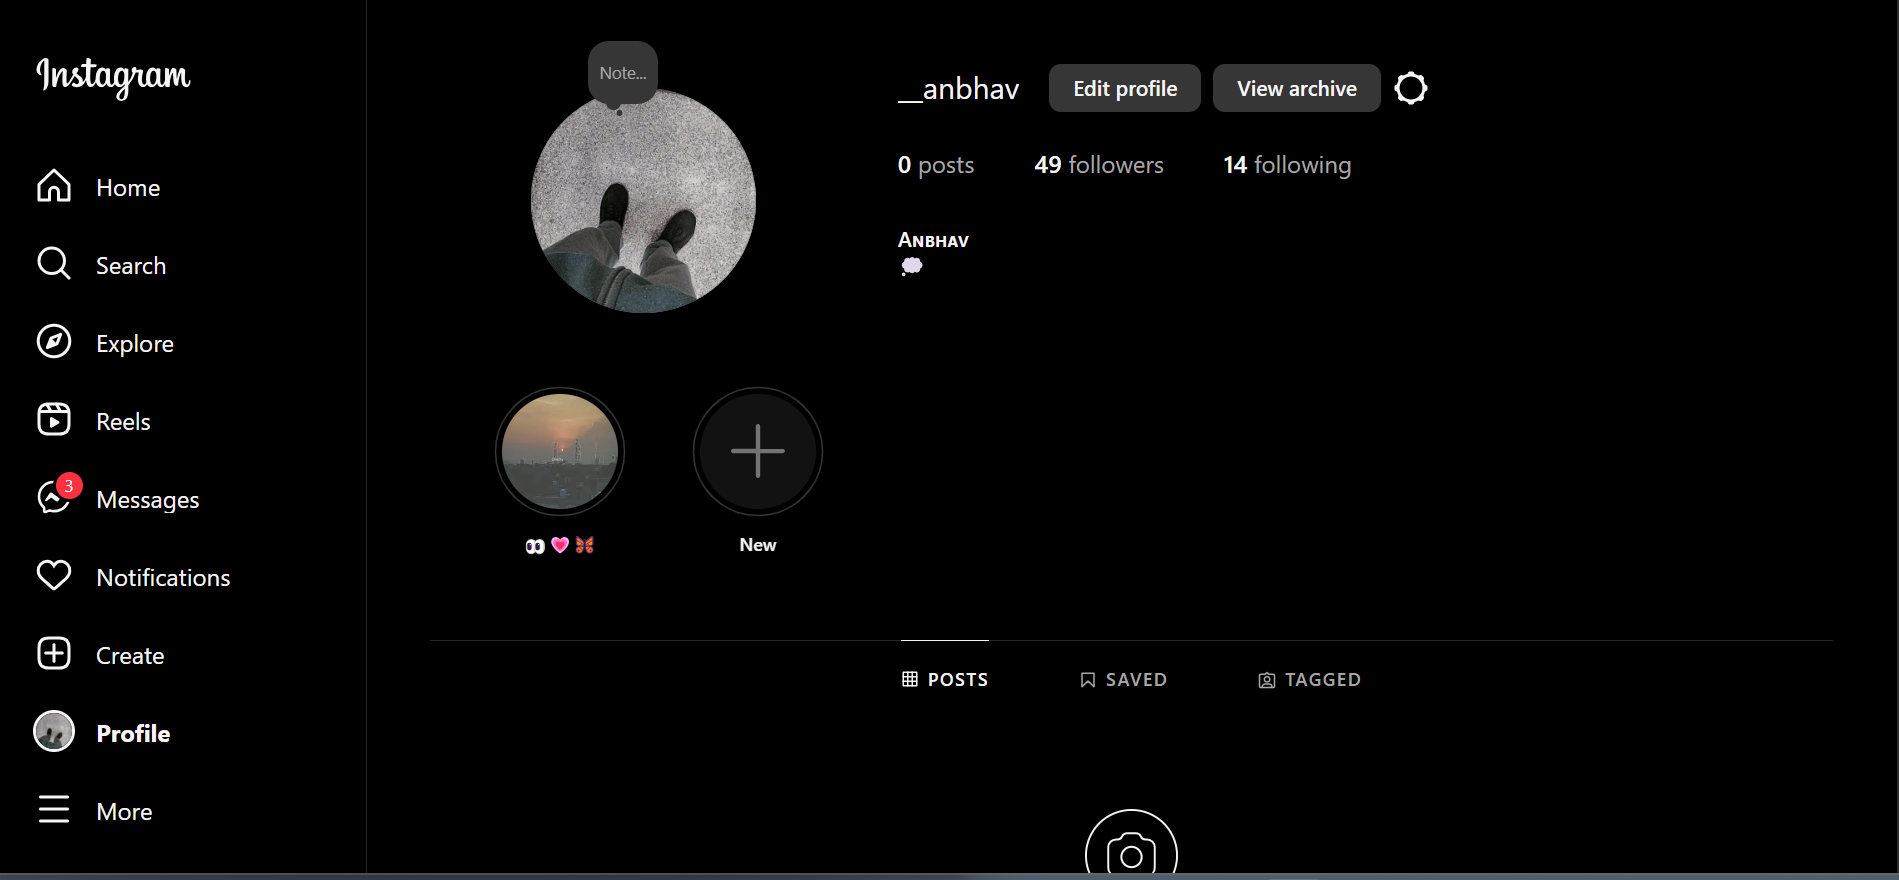 Instagram
Home
Search
Explore
Reels
3
Messages
Notifications
Create
Profile
More
Note...
__anbhav
Edit profile
View archive
0 posts
49 followers
14 following
Aɴʙʜᴀᴠ
💭
👀💗🦋
New
POSTS
SAVED
TAGGED